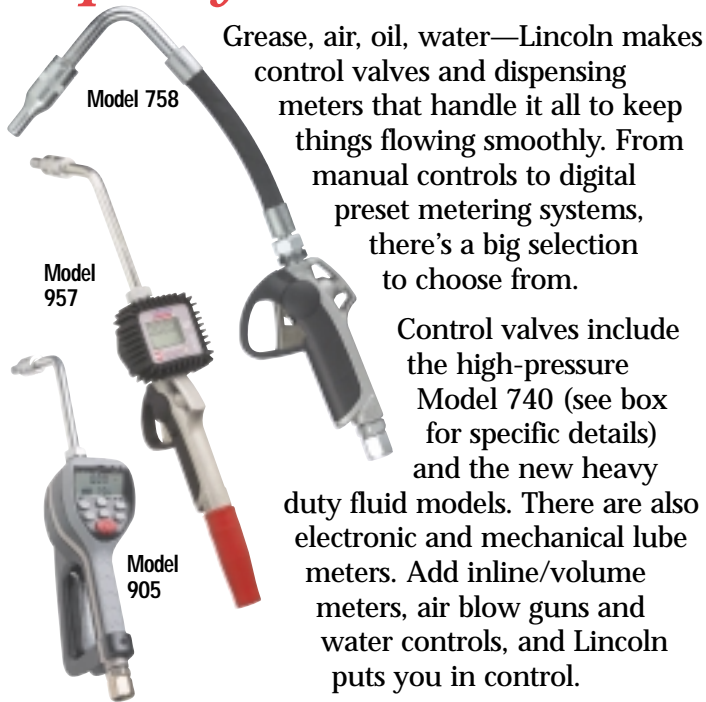 Model 758
Model
957
Model
905
Grease, air, oil, water—Lincoln makes
control valves and dispensing
meters that handle it all to keep
things flowing smoothly. From
manual controls to digital
preset metering systems,
there's a big selection
to choose from.
Control valves include
the high-pressure
Model 740 (see box
for specific details)
and the new heavy
duty fluid models. There are also
electronic and mechanical lube
meters. Add inline/volume
meters, air blow guns and
water controls, and Lincoln
puts you in control.